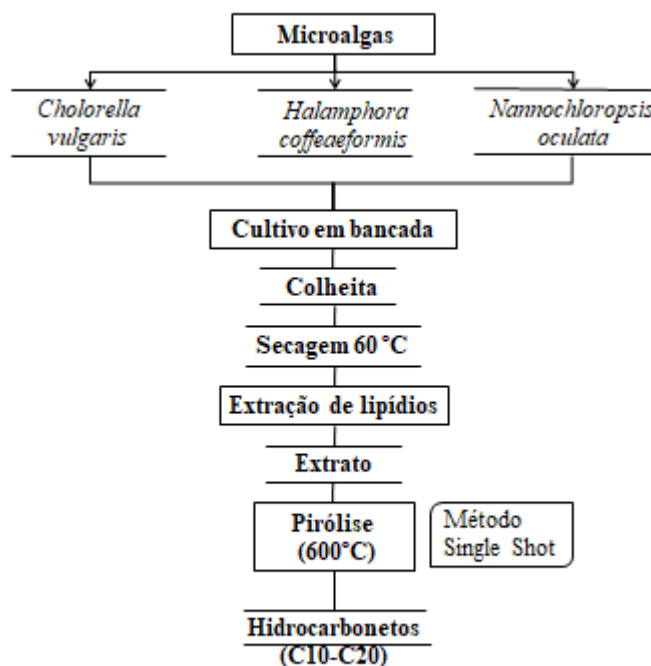 Microalgas
Cholorella
vulgaris
Halamphora
coffeaeformis
Nannochloropsis
oculata
Cultivo em bancada
Colheita
Secagem 60 °C
Extração de lipídios
Extrato
Pirólise
(600°C)
Método
Single Shot
Hidrocarbonetos
(C10-C20)